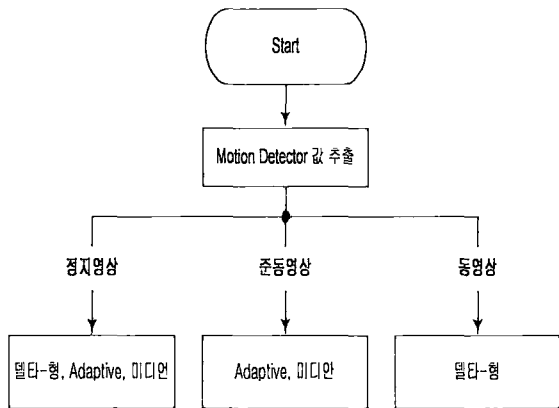 Start
Motion Detector 값 추출
정지영상
준동영상
동영상
델타-형, Adaptive, 미디언
Adaptive, 미디안
델타-형